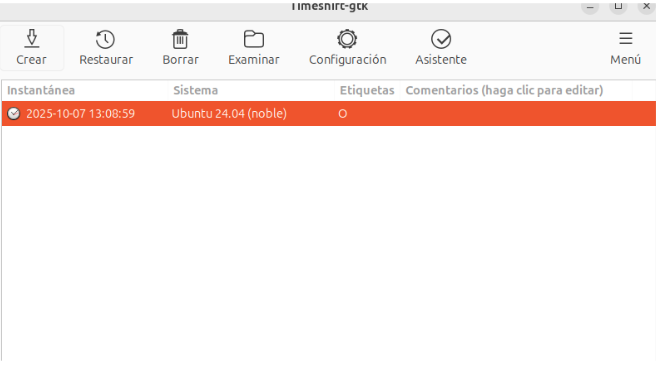 Timeshift-gtk
Crear Restaurar Borrar Examinar Configuración Asistente Menú
Instantánea Sistema Etiquetas Comentarios (haga clic para editar)
2025-10-07 13:08:59 Ubuntu 24.04 (noble) O